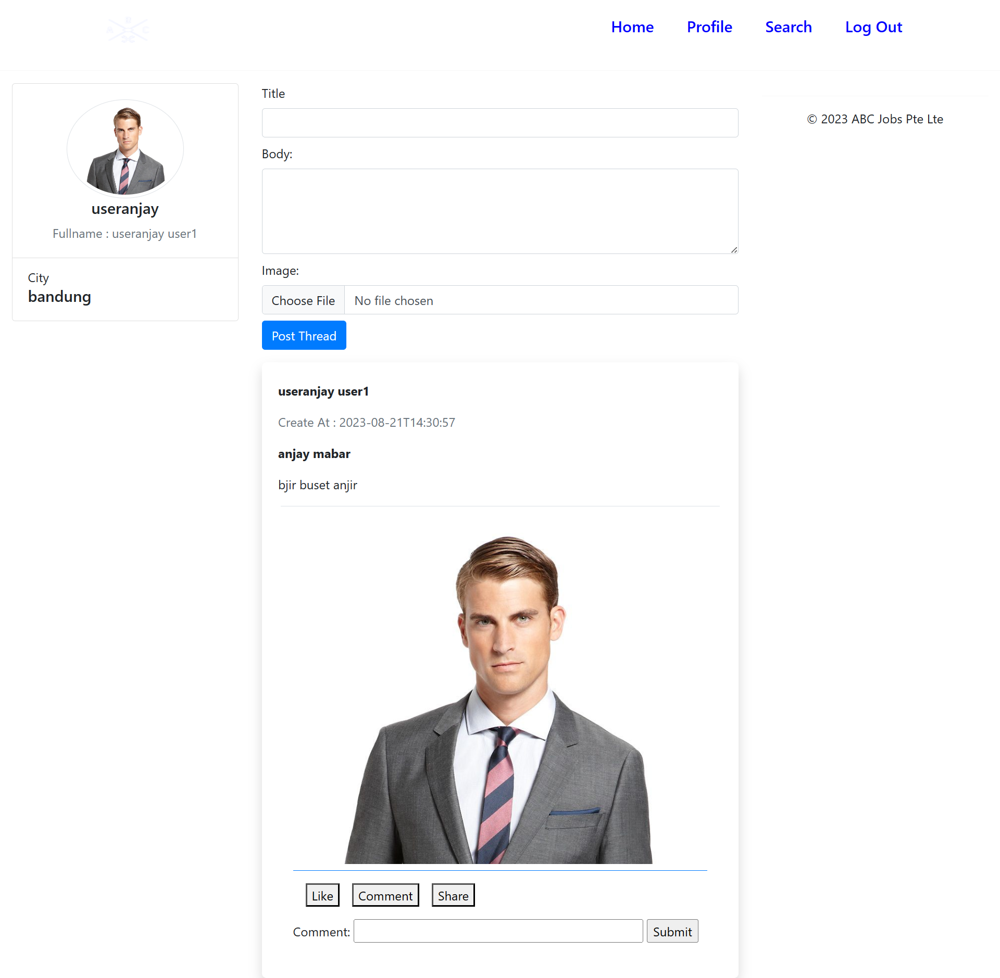 B
A C
Home Profile Search Log Out
useranjay
Fullname : useranjay user1
City
bandung
Title
Body:
Image:
Choose File No file chosen
Post Thread
useranjay user1
Create At : 2023-08-21T14:30:57
anjay mabar
bjir buset anjir
Like Comment Share
Comment: Submit
© 2023 ABC Jobs Pte Lte